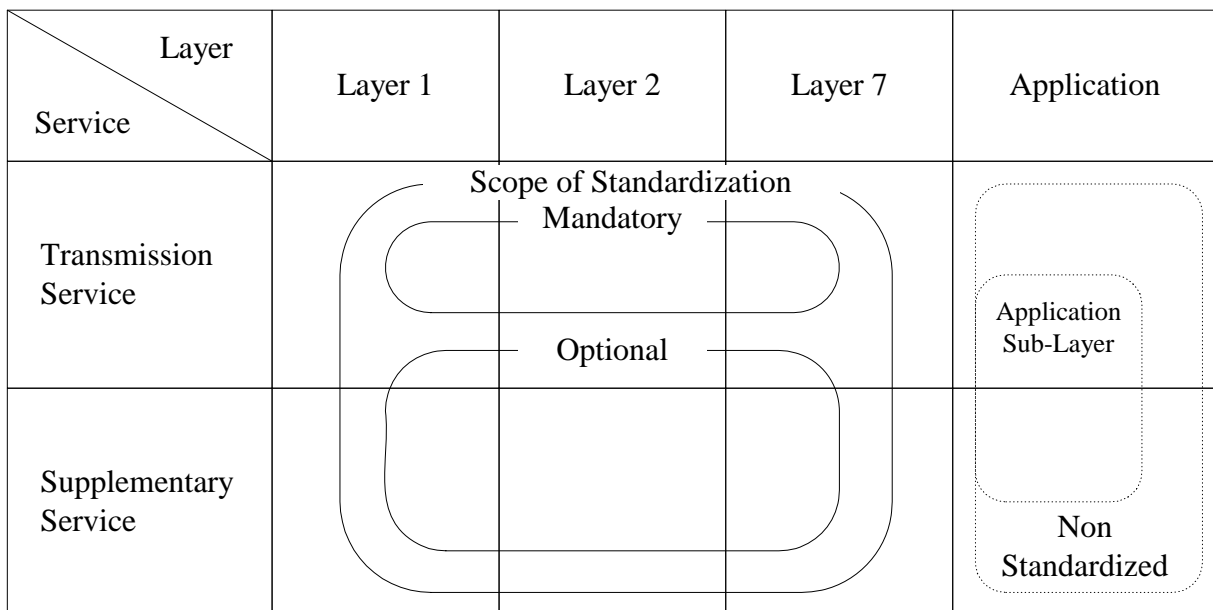 Layer
Service
Layer 1
Layer 2
Layer 7
Application
Transmission
Service
Scope of Standardization
Mandatory
Optional
Application
Sub-Layer
Supplementary
Service
Non
Standardized